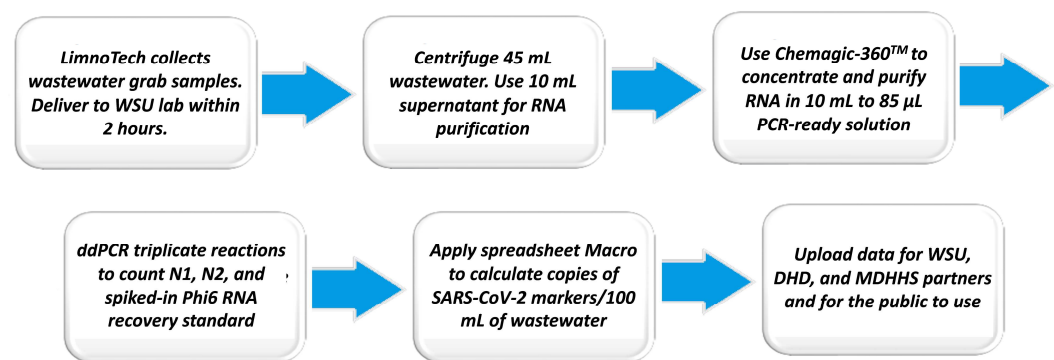 LimnoTech collects
wastewater grab samples.
Deliver to WSU lab within
2 hours.
Centrifuge 45 mL
wastewater. Use 10 mL
supernatant for RNA
purification
Use Chemagic-360TM to
concentrate and purify
RNA in 10 mL to 85 µL
PCR-ready solution
ddPCR triplicate reactions
to count N1, N2, and
spiked-in Phi6 RNA
recovery standard
Apply spreadsheet Macro
to calculate copies of
SARS-CoV-2 markers/100
mL of wastewater
Upload data for WSU,
DHD, and MDHHS partners
and for the public to use